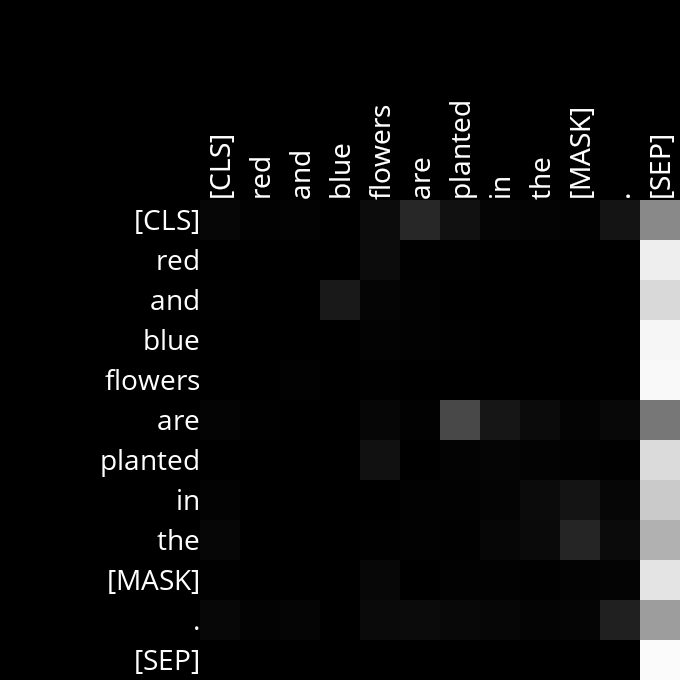 [CLS] red and blue flowers are planted in the [MASK] . [SEP]
[CLS]
red
and
blue
flowers
are
planted
in
the
[MASK]
.
[SEP]